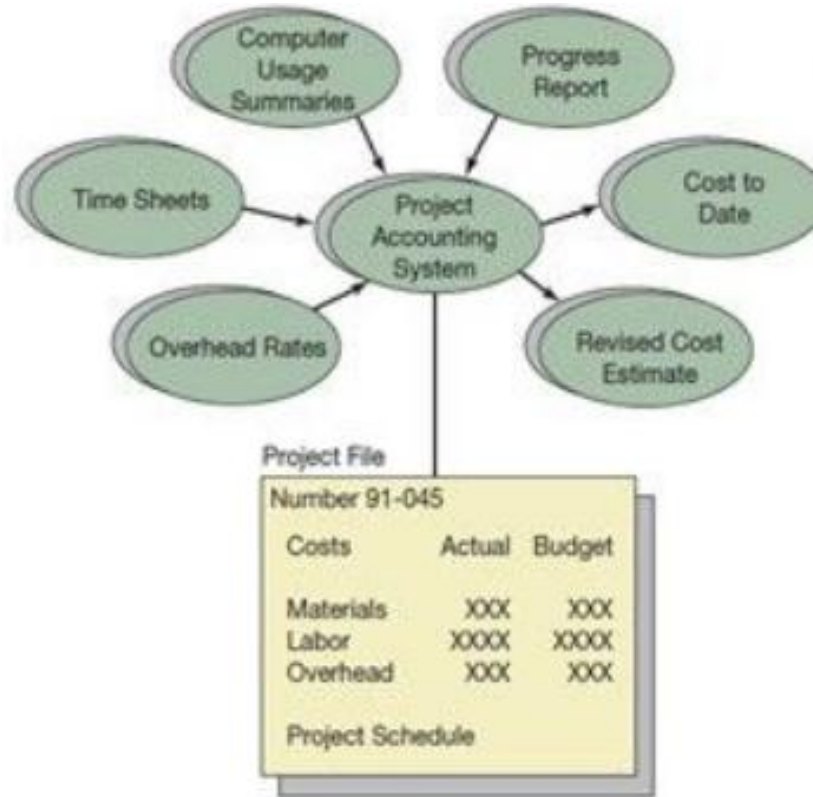 Computer
Usage
Summaries
Progress
Report
Time Sheets
Project
Accounting
System
Cost to
Date
Overhead Rates
Revised Cost
Estimate
Project File
Number 91-045
Costs Actual Budget
Materials XXX XXX
Labor XXXX XXXX
Overhead XXX XXX
Project Schedule